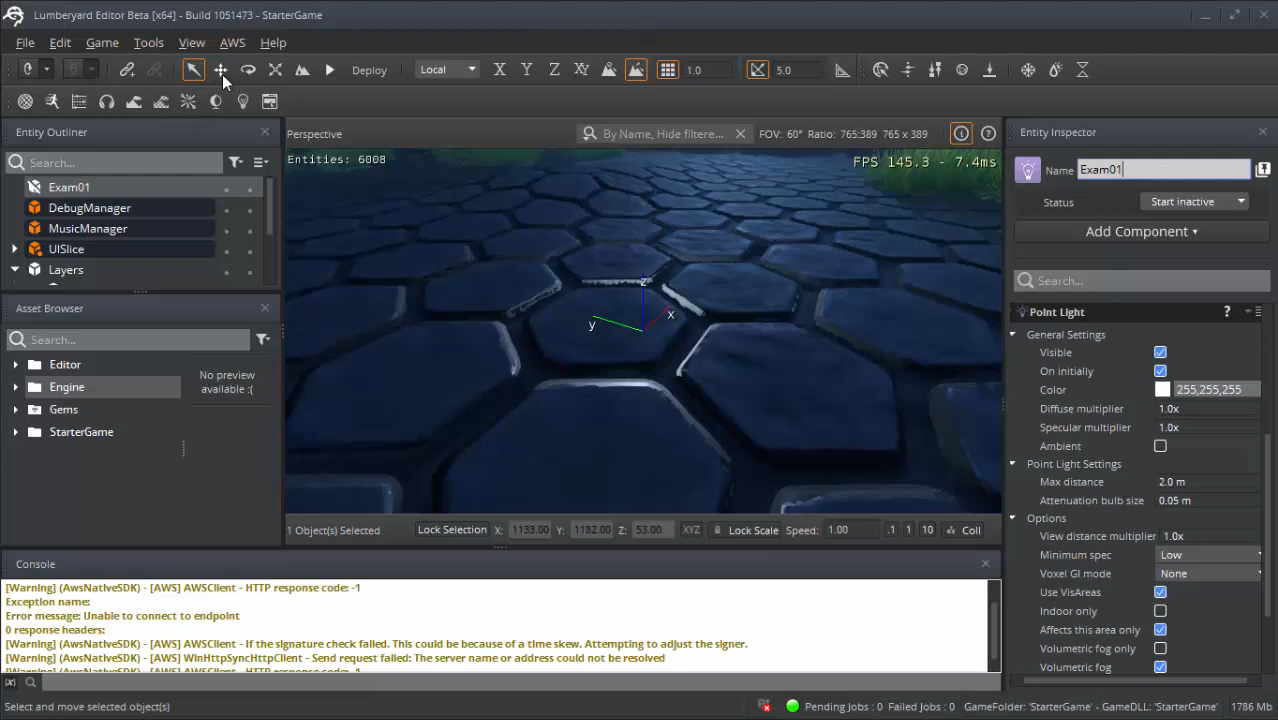 Lumberyard Editor Beta [x64] - Build 1051473 - StarterGame
File Edit Game Tools View AWS Help
Deploy Local X Y Z XY 1.0 5.0
Entity Outliner
Search...
Exam01
DebugManager
MusicManager
UISlice
Layers
Asset Browser
Search...
Editor
Engine
Gems
StarterGame
No preview
available :(
Perspective
By Name, Hide filtere...
FOV: 60° Ratio: 765:389 765 x 389
Entities: 6008
FPS 145.3 - 7.4ms
z
x
y
1 Object(s) Selected Lock Selection X: 1133.00 Y: 1182.00 Z: 53.00 XYZ Lock Scale Speed: 1.00 .1 1 10 Coll
Entity Inspector
Name Exam01
Status Start inactive
Add Component
Search...
Point Light ?
General Settings
Visible
On initially
Color 255,255,255
Diffuse multiplier 1.0x
Specular multiplier 1.0x
Ambient
Point Light Settings
Max distance 2.0 m
Attenuation bulb size 0.05 m
Options
View distance multiplier 1.0x
Minimum spec Low
Voxel GI mode None
Use VisAreas
Indoor only
Affects this area only
Volumetric fog only
Volumetric fog
Console
[Warning] (AwsNativeSDK) - [AWS] AWSClient - HTTP response code: -1
Exception name:
Error message: Unable to connect to endpoint
0 response headers:
[Warning] (AwsNativeSDK) - [AWS] AWSClient - If the signature check failed. This could be because of a time skew. Attempting to adjust the signer.
[Warning] (AwsNativeSDK) - [AWS] WinHttpSyncHttpClient - Send request failed: The server name or address could not be resolved
[Warning] (AwsNativeSDK) - [AWS] AWSClient - HTTP response code: -1
Select and move selected object(s)
Pending Jobs : 0 Failed Jobs : 0 GameFolder: 'StarterGame' - GameDLL: 'StarterGame' 1786 Mb